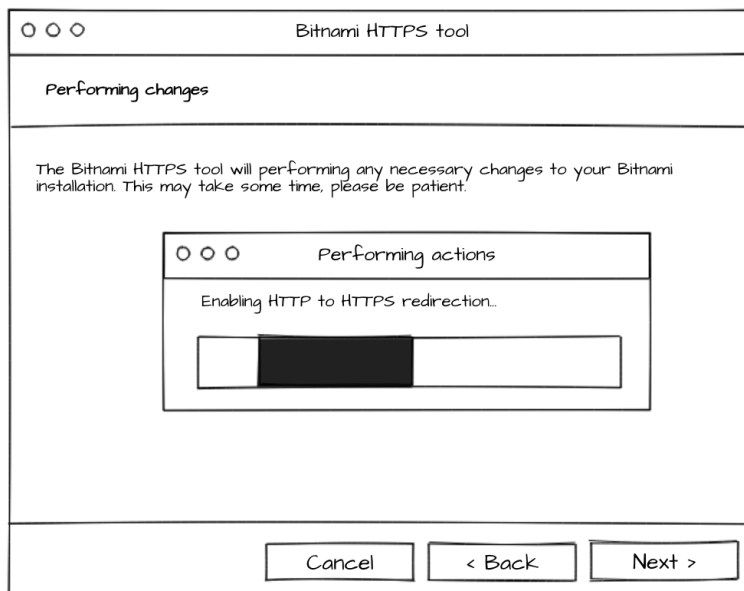 Bitnami HTTPS tool
Performing changes
The Bitnami HTTPS tool will performing any necessary changes to your Bitnami
installation. This may take some time, please be patient.
Performing actions
Enabling HTTP to HTTPS redirection...
Cancel
< Back
Next >